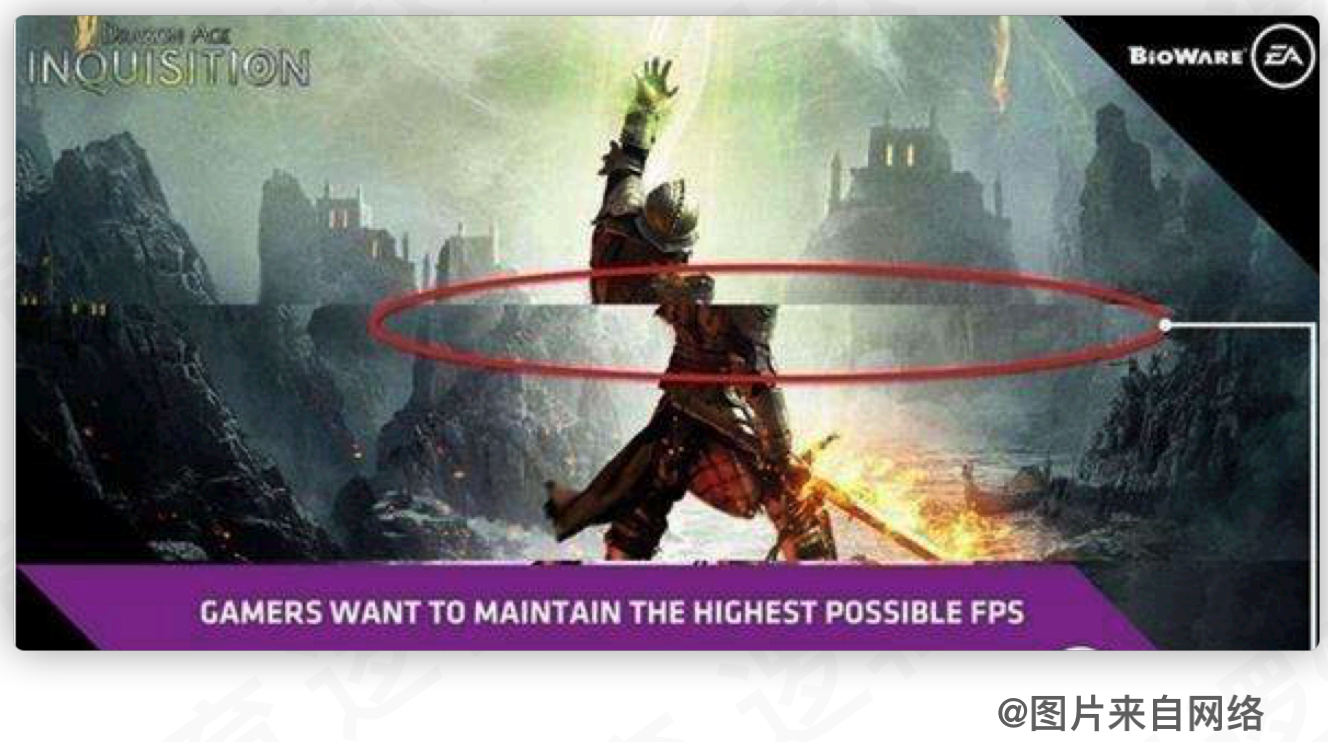 DRAGON AGE
INQUISITION
BIOWARE EA
GAMERS WANT TO MAINTAIN THE HIGHEST POSSIBLE FPS
@图片来自网络